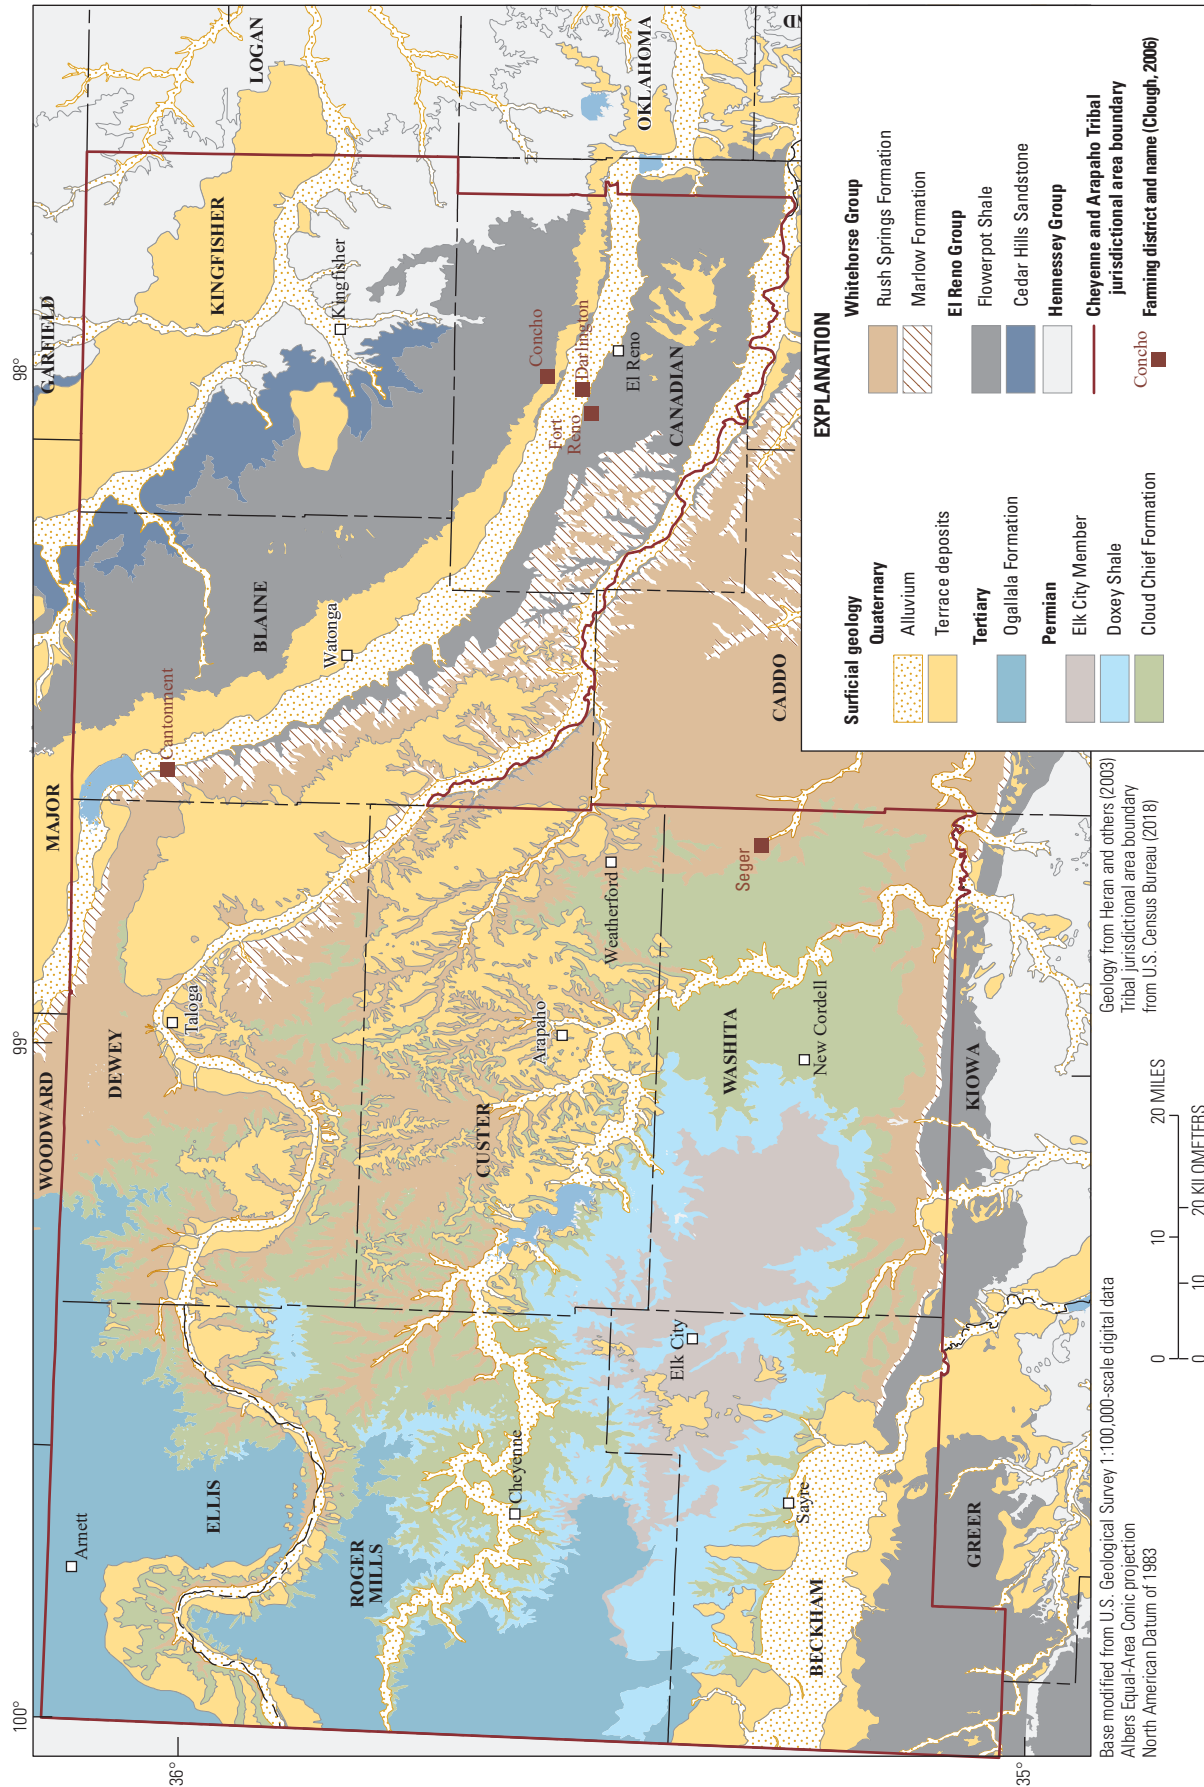 100°
99°
98°
36°
35°
WOODWARD
MAJOR
GARFIELD
LOGAN
Arnett
ELLIS
DEWEY
Taloga
Cantonment
BLAINE
Watonga
KINGFISHER
Kingfisher
ROGER
MILLS
Cheyenne
CUSTER
Arapaho
Weatherford
Concho
Darlington
Fort
Reno
El Reno
CANADIAN
OKLAHOMA
Elk City
Sayre
BECKHAM
WASHITA
New Cordell
Seger
CADDO
GREER
KIOWA
EXPLANATION
Surficial geology
Quaternary
Alluvium
Terrace deposits
Tertiary
Ogallala Formation
Permian
Elk City Member
Doxey Shale
Cloud Chief Formation
Whitehorse Group
Rush Springs Formation
Marlow Formation
El Reno Group
Flowerpot Shale
Cedar Hills Sandstone
Hennessey Group
Cheyenne and Arapaho Tribal
jurisdictional area boundary
Concho
Famming district and name (Clough, 2006)
Base modified from U.S. Geological Survey 1:100,000-scale digital data
Albers Equal-Area Conic projection
North American Datum of 1983
0 10 20 MILES
0 10 20 KILOMETERS
Geology from Heran and others (2003)
Tribal jurisdictional area boundary
from U.S. Census Bureau (2018)